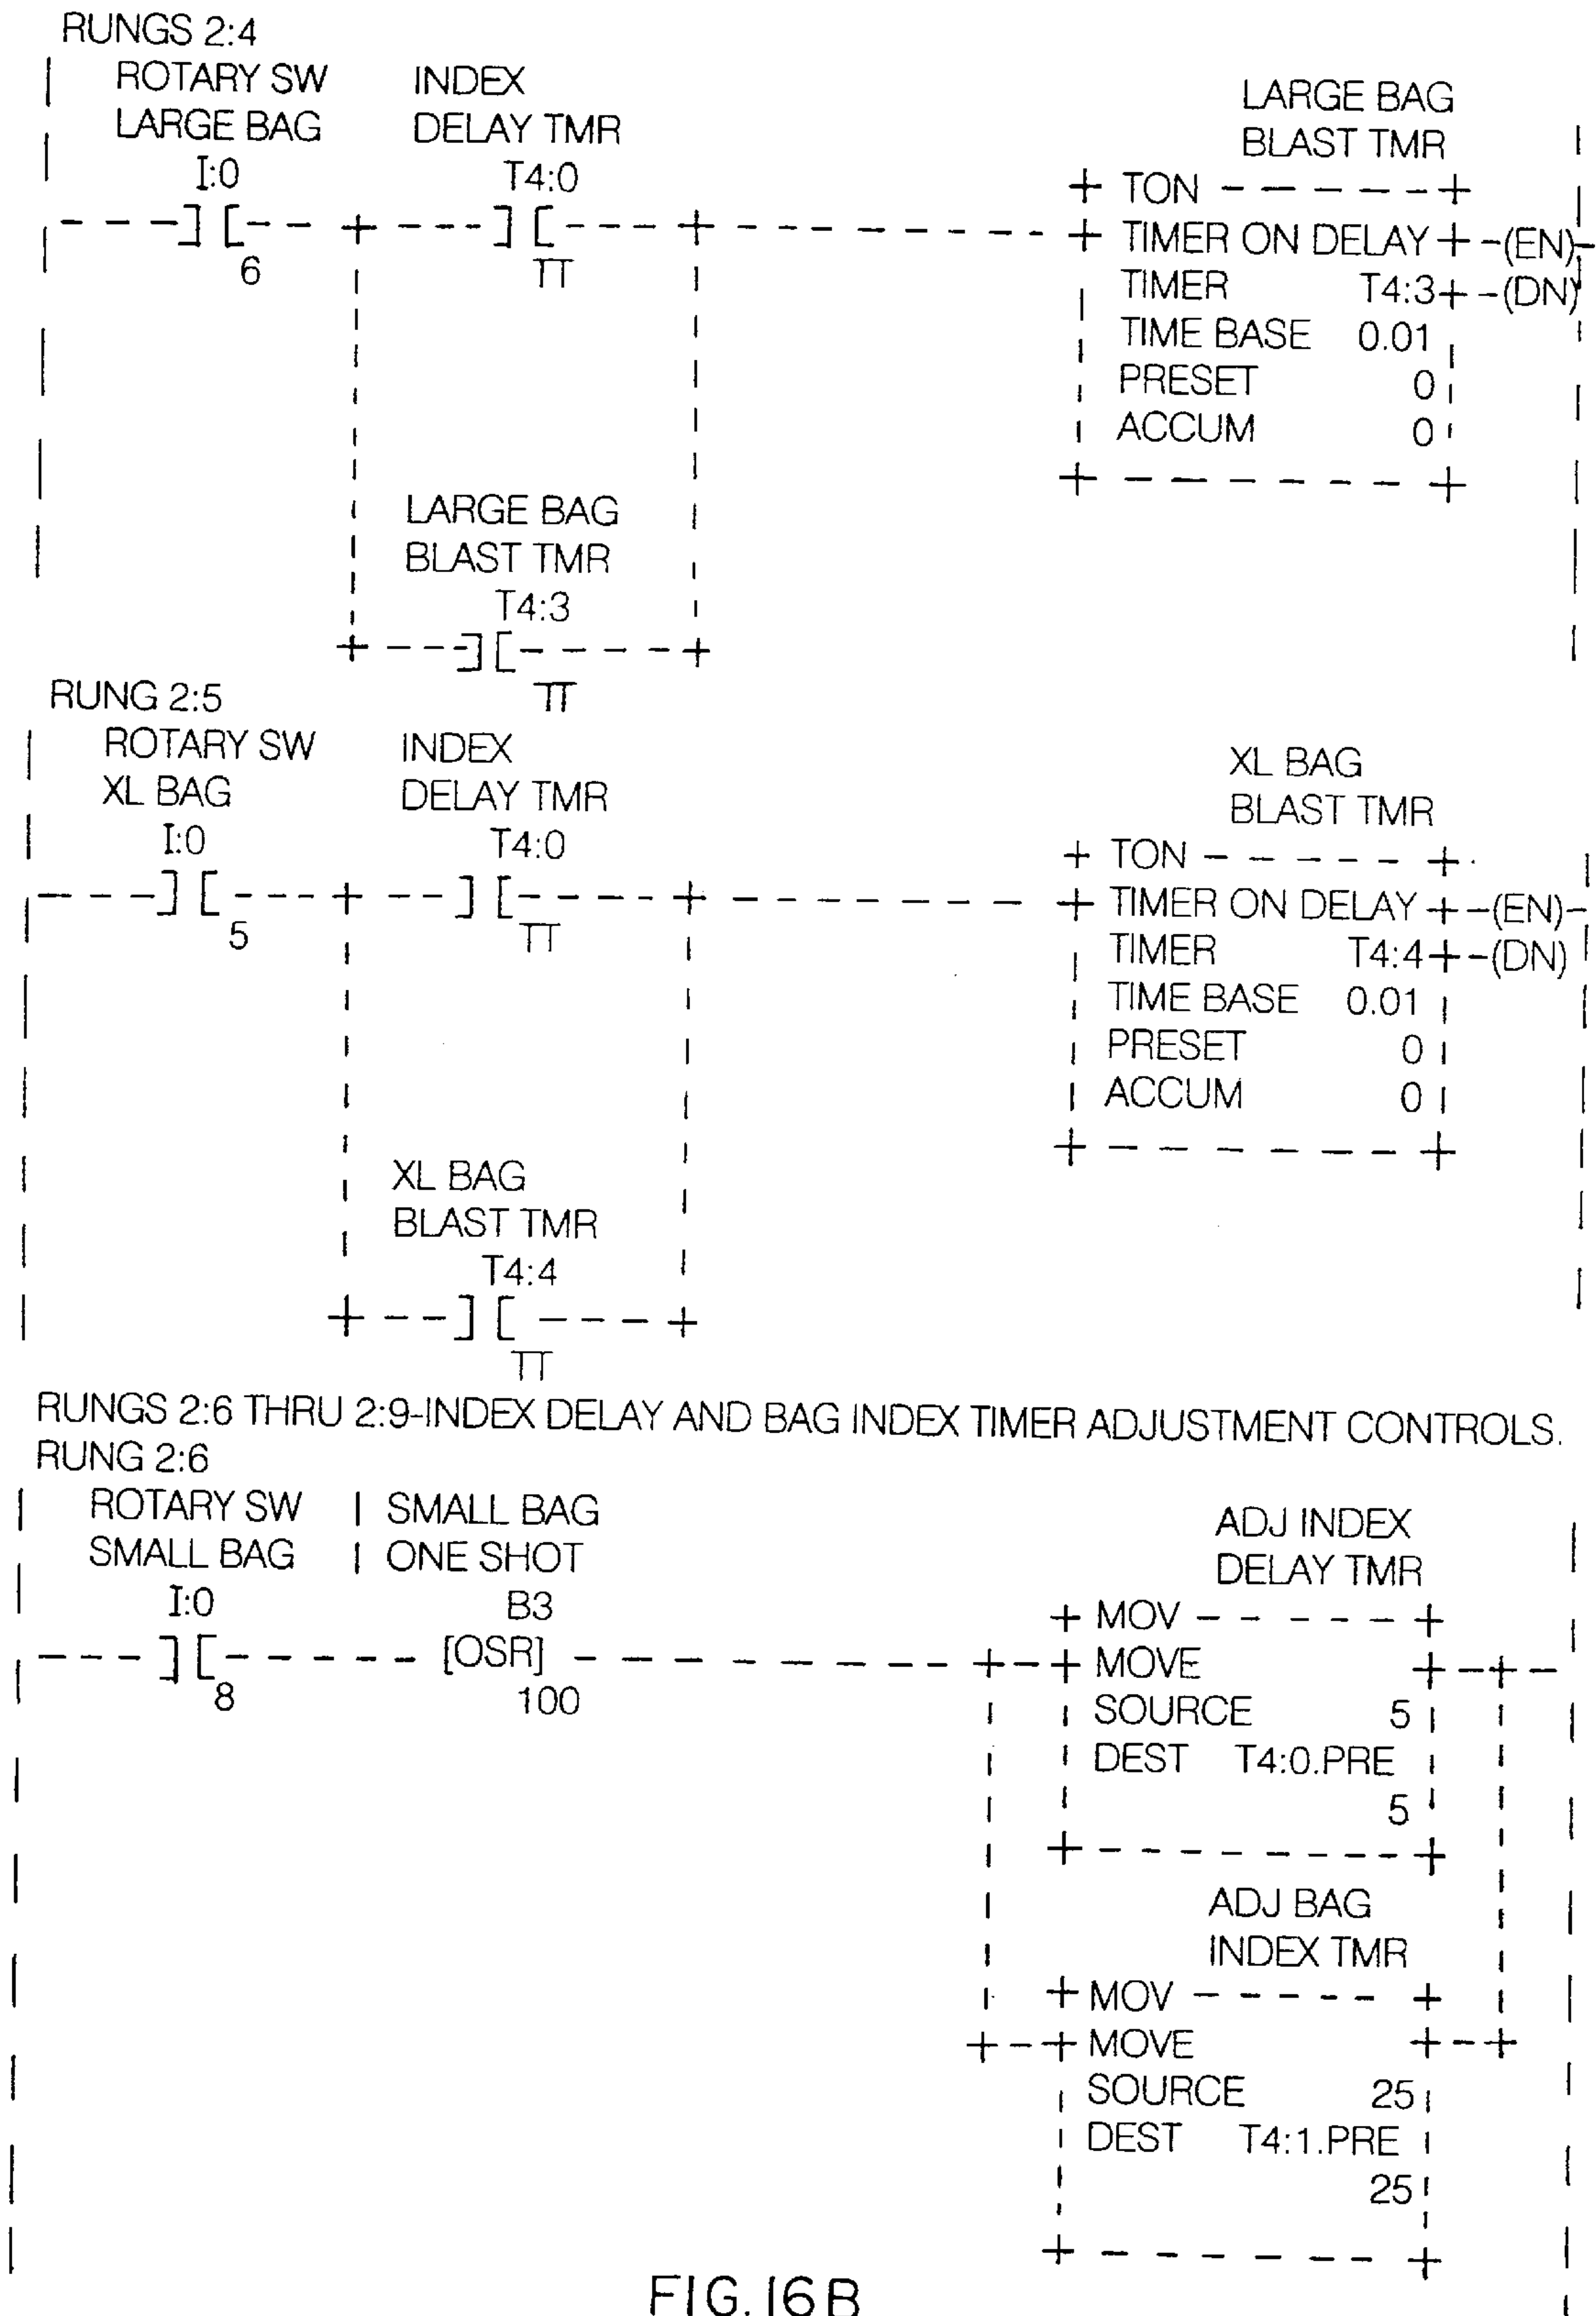 RUNGS 2:4
ROTARY SW INDEX
LARGE BAG DELAY TMR
LARGE BAG
BLAST TMR
I:0 T4:0
+ TON - - - - - +
- - - ] [ - - + - - - ] [ - - - + - - - - - - - - + TIMER ON DELAY + -(EN)-
6 TT
TIMER T4:3 + -(DN)
TIME BASE 0.01
PRESET 0
ACCUM 0
+ - - - - - - - +
LARGE BAG
BLAST TMR
T4:3
+ - - - ] [ - - - - - +
TT
RUNG 2:5
ROTARY SW INDEX
XL BAG DELAY TMR
XL BAG
BLAST TMR
I:0 T4:0
+ TON - - - - - +
- - - - ] [ - - - + - - ] [ - - - - + - - - - - - - + TIMER ON DELAY + -(EN)-
5 TT
TIMER T4:4 + -(DN)
TIME BASE 0.01
PRESET 0
ACCUM 0
+ - - - - - - +
XL BAG
BLAST TMR
T4:4
+ - - - ] [ - - - - +
TT
RUNGS 2:6 THRU 2:9-INDEX DELAY AND BAG INDEX TIMER ADJUSTMENT CONTROLS.
RUNG 2:6
ROTARY SW | SMALL BAG
SMALL BAG | ONE SHOT
ADJ INDEX
DELAY TMR
I:0 B3
+ MOV - - - - - +
- - - - ] [ - - - - - - [OSR] - - - - - - - - - - + - + MOVE + - - + - -
8 100
SOURCE 5
DEST T4:0.PRE
5
+ - - - - - - - - - +
ADJ BAG
INDEX TMR
+ MOV - - - - - +
+ - + MOVE + - - +
SOURCE 25
DEST T4:1.PRE
25
+ - - - - - - - +
FIG. 16B